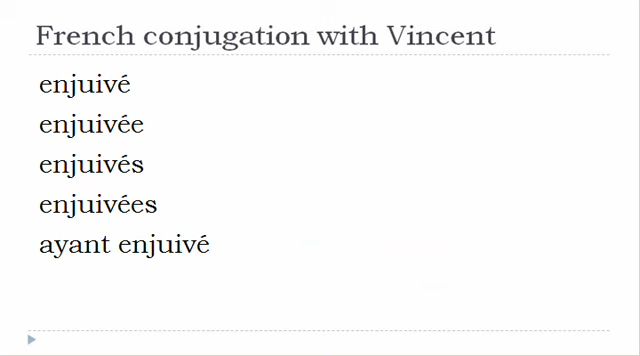 French conjugation with Vincent
enjuivé
enjuivée
enjuivés
enjuivées
ayant enjuivé